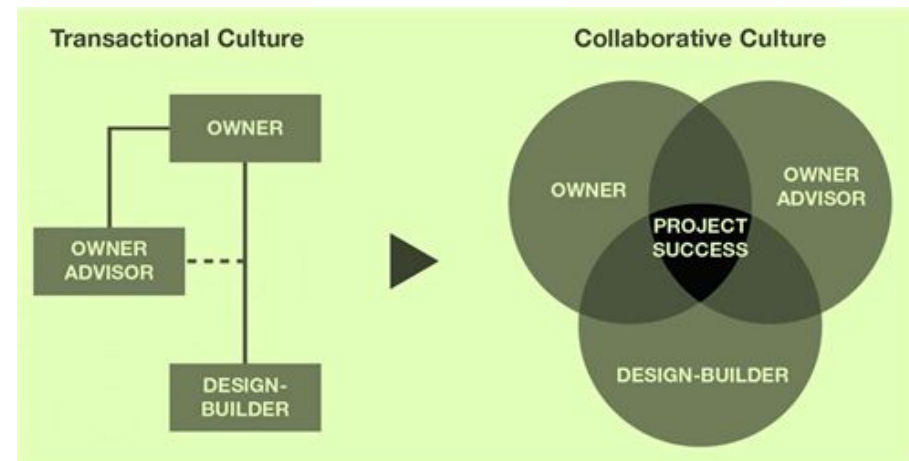 Transactional Culture
OWNER
OWNER
ADVISOR
DESIGN-
BUILDER
Collaborative Culture
OWNER
OWNER
ADVISOR
PROJECT
SUCCESS
DESIGN-BUILDER